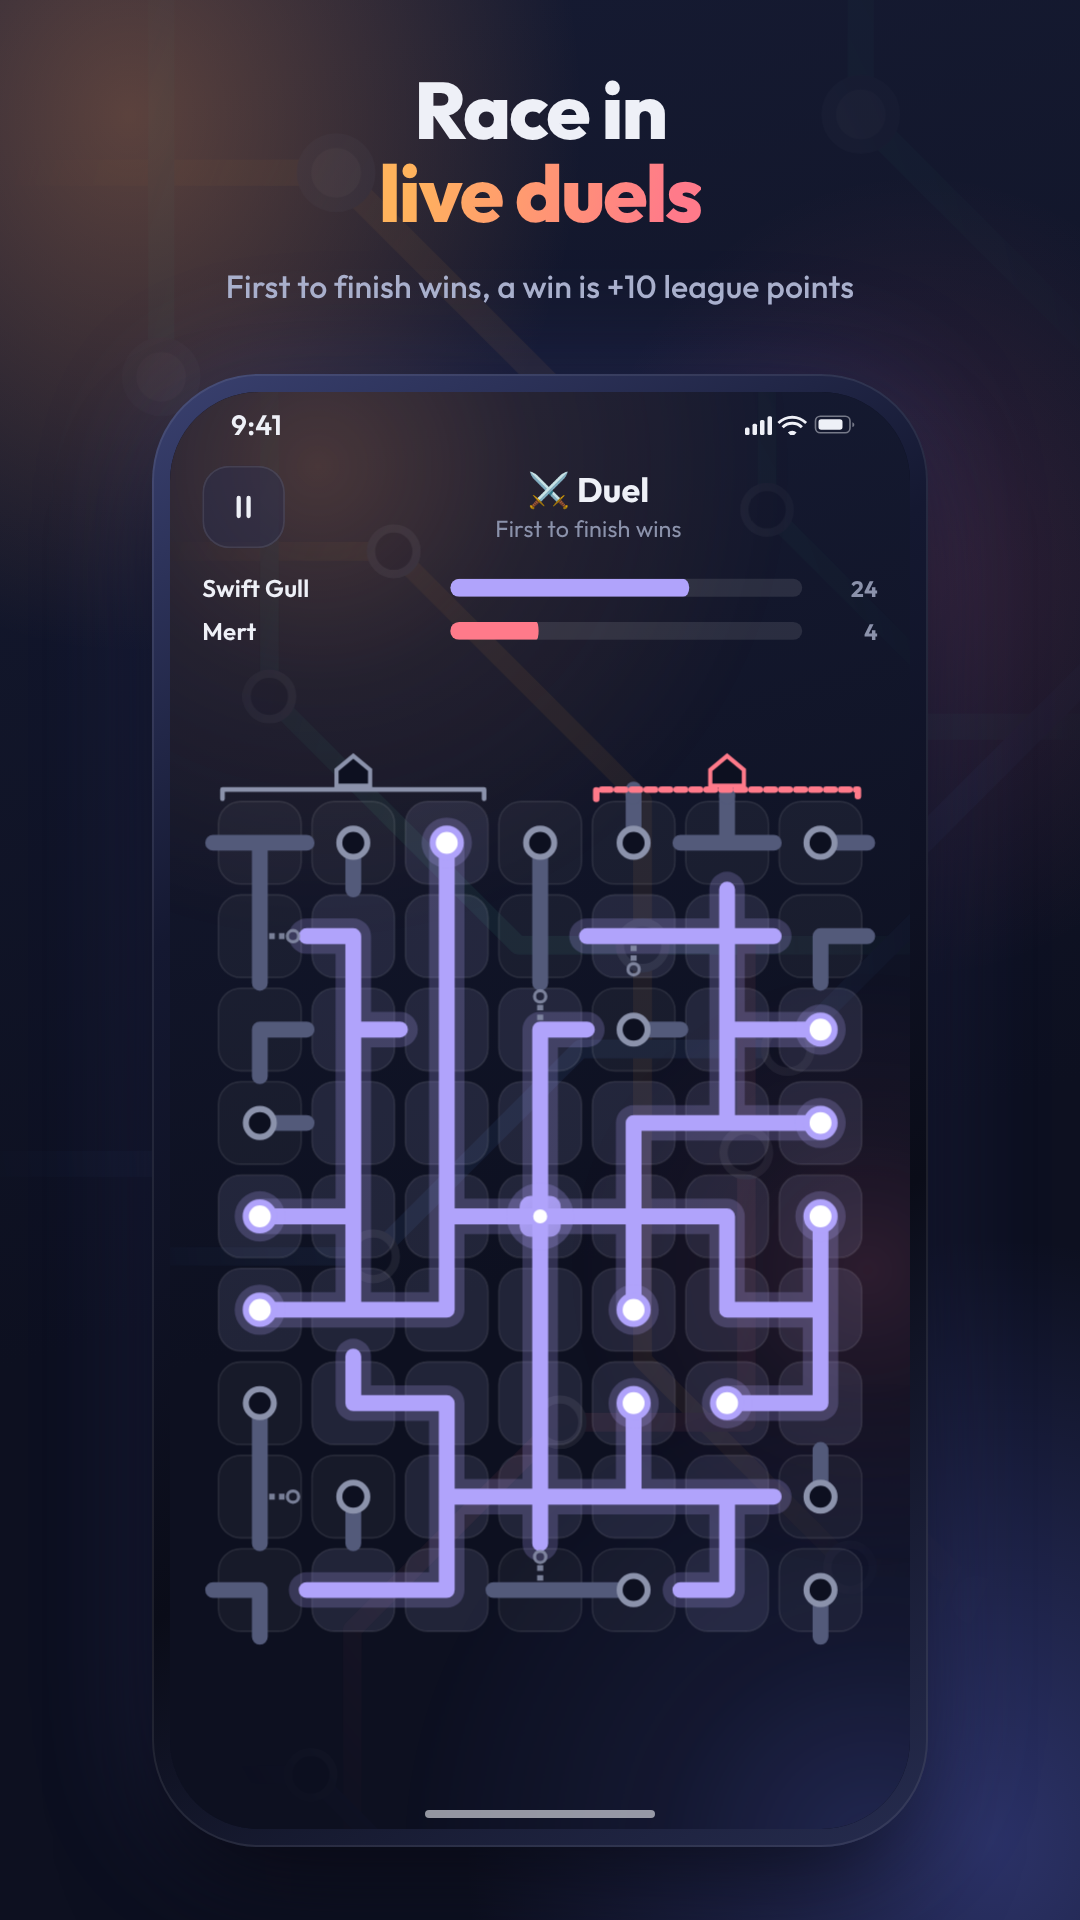 Race in
live duels
First to finish wins, a win is +10 league points
9:41
⚔️ Duel
First to finish wins
Swift Gull 24
Mert 4